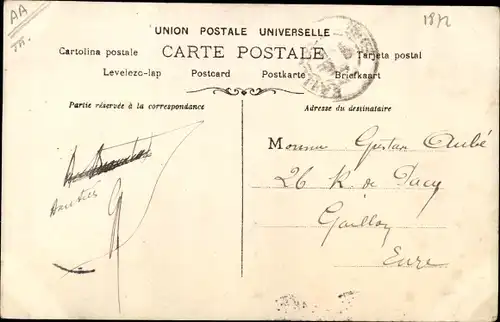 AA
1872
UNION POSTALE UNIVERSELLE
Cartolina postale CARTE POSTALE Tarjeta postal
Levelezo-lap Postcard Postkarte Briefkaart
Partie réservée à la correspondance
Adresse du destinataire
Monsieur Gustave Aubé
26 R. de Pacy
Gaillon
Eure